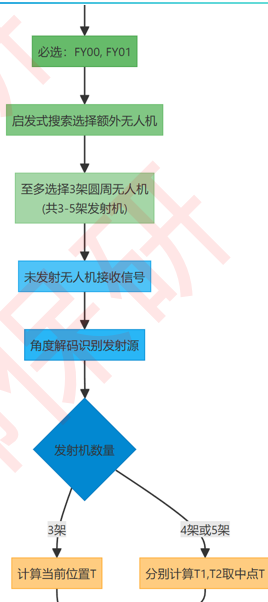 必选：FY00, FY01
启发式搜索选择额外无人机
至多选择3架圆周无人机
(共3-5架发射机)
未发射无人机接收信号
角度解码识别发射源
发射机数量
3架
4架或5架
计算当前位置T
分别计算T1,T2取中点T
保研